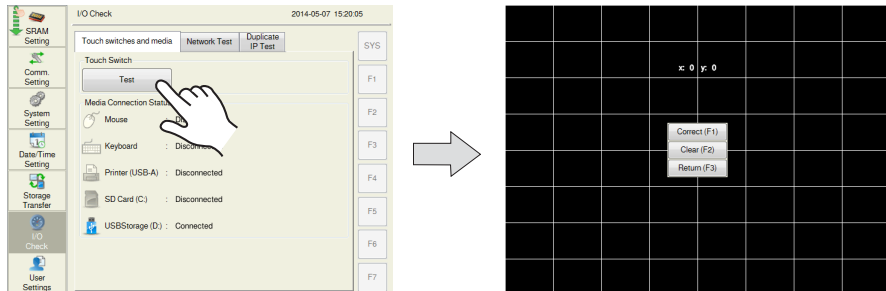 I/O Check
2014-05-07 15:20:05
SRAM
Setting
Comm.
Setting
System
Setting
Date/Time
Setting
Storage
Transfer
I/O
Check
User
Settings
Touch switches and media
Network Test
Duplicate
IP Test
Touch Switch
Test
Media Connection Status
Mouse :
Keyboard : Disconnected
Printer (USB-A) : Disconnected
SD Card (C:) : Disconnected
USBStorage (D:) : Connected
SYS
F1
F2
F3
F4
F5
F6
F7
x: 0 y: 0
Correct (F1)
Clear (F2)
Return (F3)